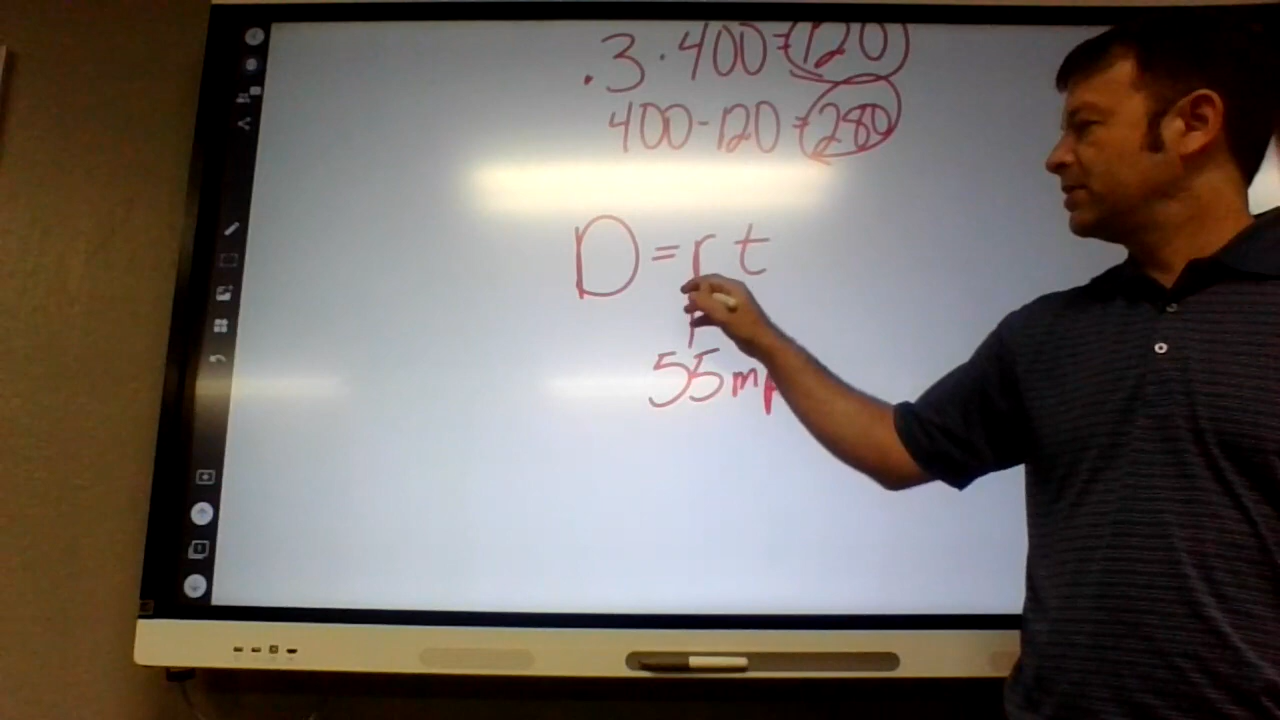 .3 · 400 = 120
400 - 120 = 280
D = r t
55 mp